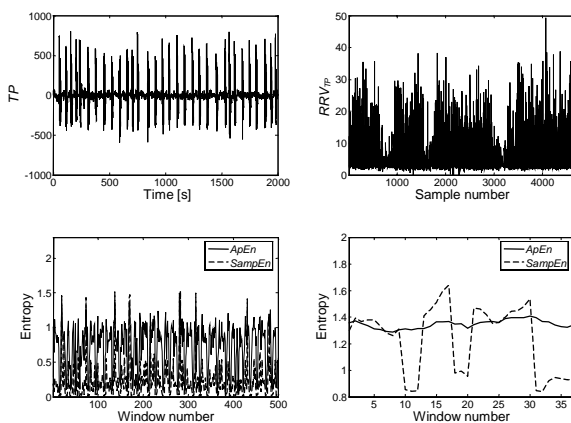 1000
500
0
-500
-1000
TP
0 500 1000 1500 2000
Time [s]
50
40
30
20
10
0
RRV_TP
1000 2000 3000 4000
Sample number
2
1.5
1
0.5
0
Entropy
ApEn
SampEn
100 200 300 400 500
Window number
2
1.8
1.6
1.4
1.2
1
0.8
Entropy
ApEn
SampEn
5 10 15 20 25 30 35
Window number